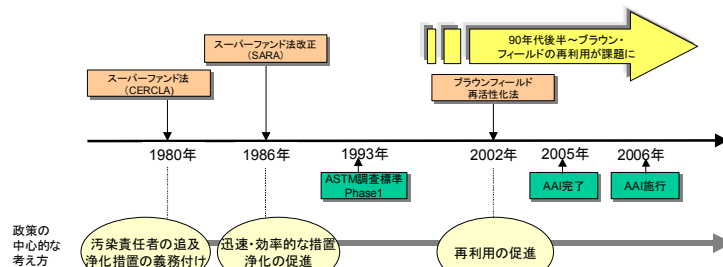 90年代後半～ブラウン・
フィールドの再利用が課題に
スーパーファンド法改正
（SARA）
スーパーファンド法
（CERCLA)
ブラウンフィールド
再活性化法
1980年
1986年
1993年
2002年
2005年
2006年
ASTM調査標準
Phase1
AAI完了
AAI施行
政策の
中心的な
考え方
汚染責任者の追及
浄化措置の義務付け
迅速・効率的な措置
浄化の促進
再利用の促進